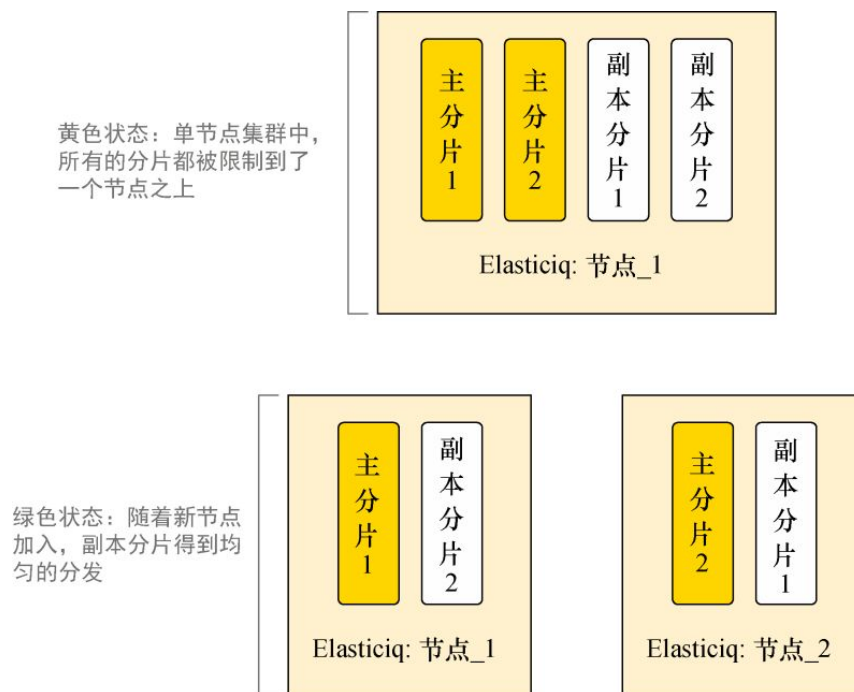 黄色状态：单节点集群中，
所有的分片都被限制到了
一个节点之上
主分片1
主分片2
副本分片1
副本分片2
Elasticiq: 节点_1
绿色状态：随着新节点
加入，副本分片得到均
匀的分发
主分片1
副本分片2
Elasticiq: 节点_1
主分片2
副本分片1
Elasticiq: 节点_2